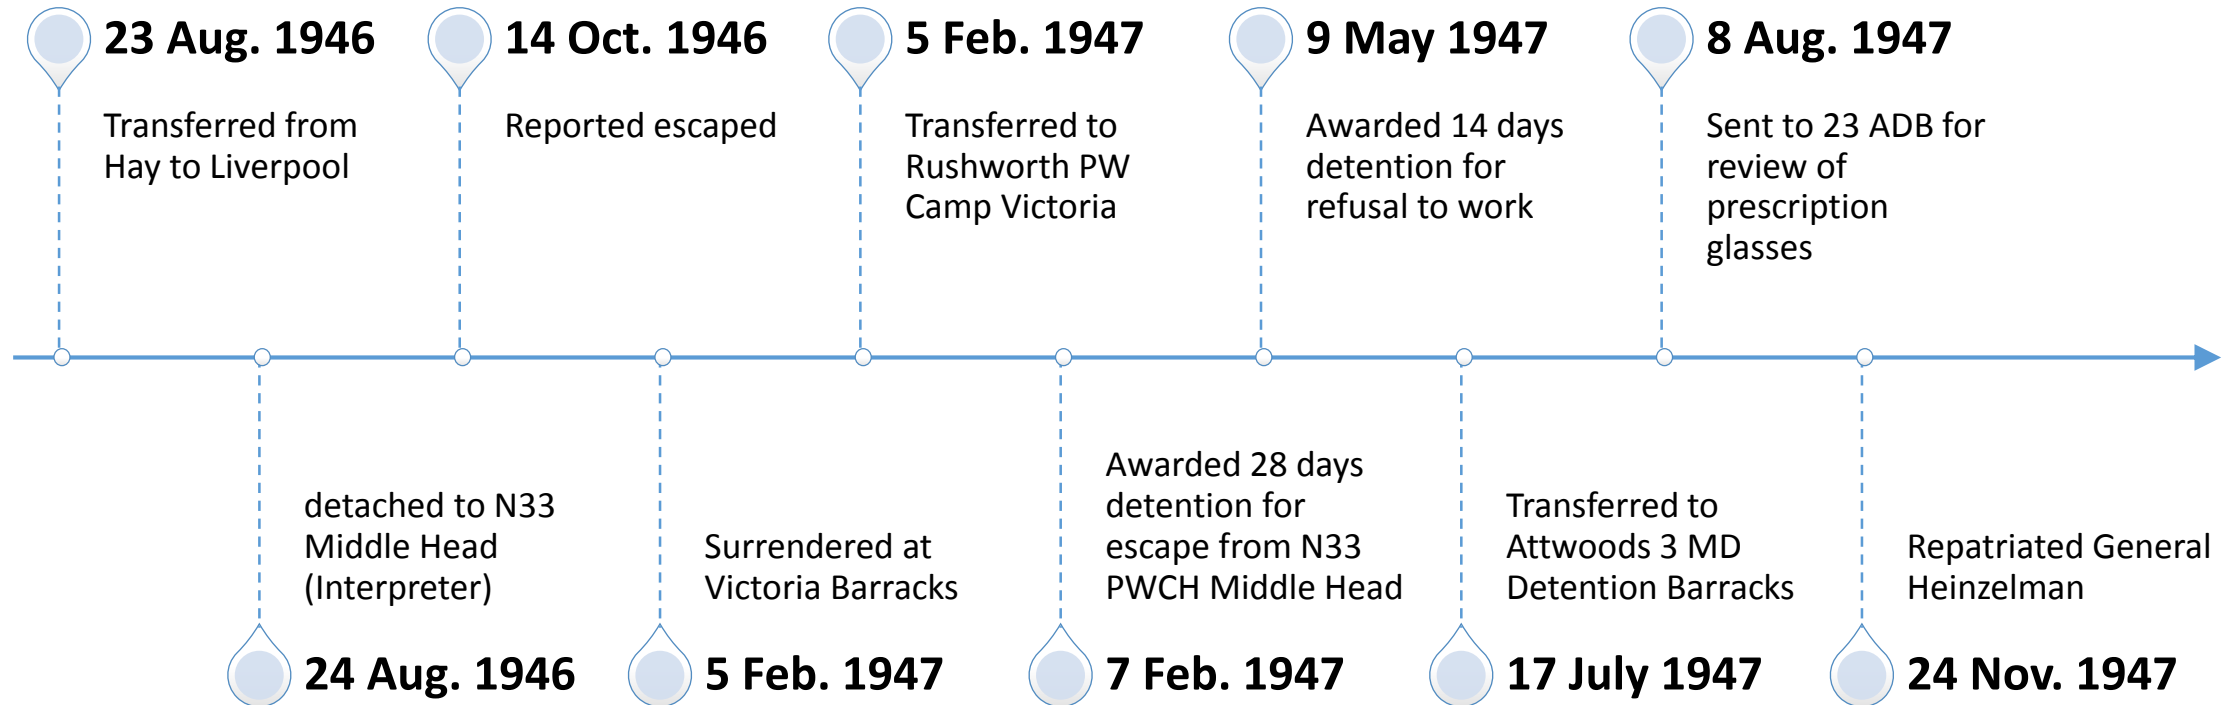 23 Aug. 1946
Transferred from
Hay to Liverpool
24 Aug. 1946
detached to N33
Middle Head
(Interpreter)
14 Oct. 1946
Reported escaped
5 Feb. 1947
Surrendered at
Victoria Barracks
5 Feb. 1947
Transferred to
Rushworth PW
Camp Victoria
7 Feb. 1947
Awarded 28 days
detention for
escape from N33
PWCH Middle Head
9 May 1947
Awarded 14 days
detention for
refusal to work
17 July 1947
Transferred to
Attwoods 3 MD
Detention Barracks
8 Aug. 1947
Sent to 23 ADB for
review of
prescription
glasses
24 Nov. 1947
Repatriated General
Heinzelman